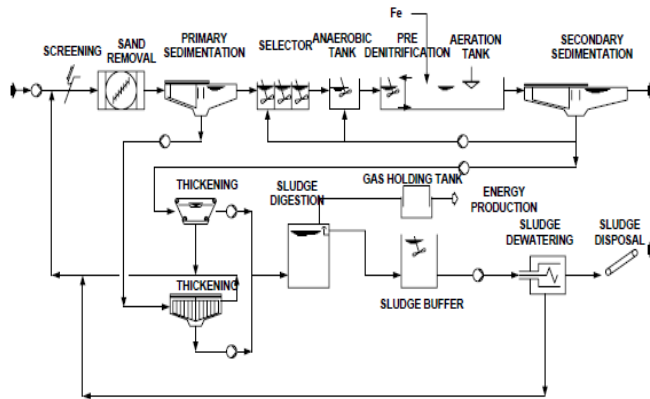 Fe
SCREENING
SAND
REMOVAL
PRIMARY
SEDIMENTATION
SELECTOR
ANAEROBIC
TANK
PRE
DENITRIFICATION
AERATION
TANK
SECONDARY
SEDIMENTATION
THICKENING
SLUDGE
DIGESTION
GAS HOLDING TANK
ENERGY
PRODUCTION
SLUDGE
DEWATERING
SLUDGE
DISPOSAL
THICKENING
SLUDGE BUFFER